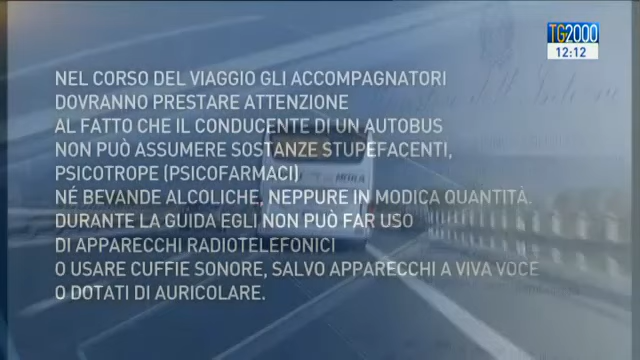 TG2000
12:12
NEL CORSO DEL VIAGGIO GLI ACCOMPAGNATORI
DOVRANNO PRESTARE ATTENZIONE
AL FATTO CHE IL CONDUCENTE DI UN AUTOBUS
NON PUÒ ASSUMERE SOSTANZE STUPEFACENTI,
PSICOTROPE (PSICOFARMACI)
NÉ BEVANDE ALCOLICHE, NEPPURE IN MODICA QUANTITÀ.
DURANTE LA GUIDA EGLI NON PUÒ FAR USO
DI APPARECCHI RADIOTELEFONICI
O USARE CUFFIE SONORE, SALVO APPARECCHI A VIVA VOCE
O DOTATI DI AURICOLARE.